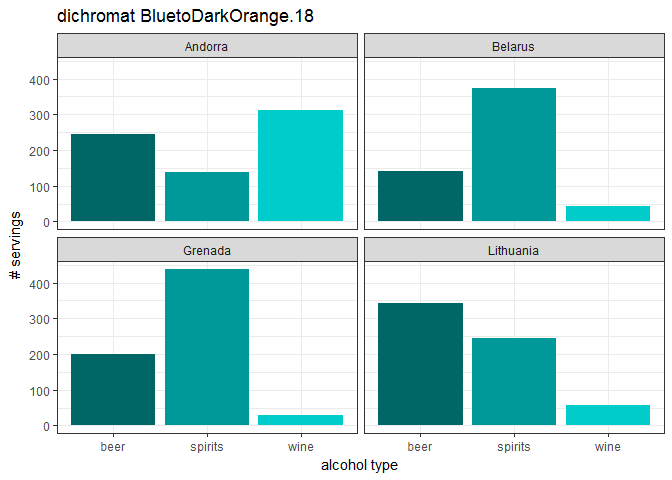 dichromat BluetoDarkOrange.18
Andorra Belarus
400
300
200
100
0
# servings
Grenada Lithuania
400
300
200
100
0
beer spirits wine beer spirits wine
alcohol type